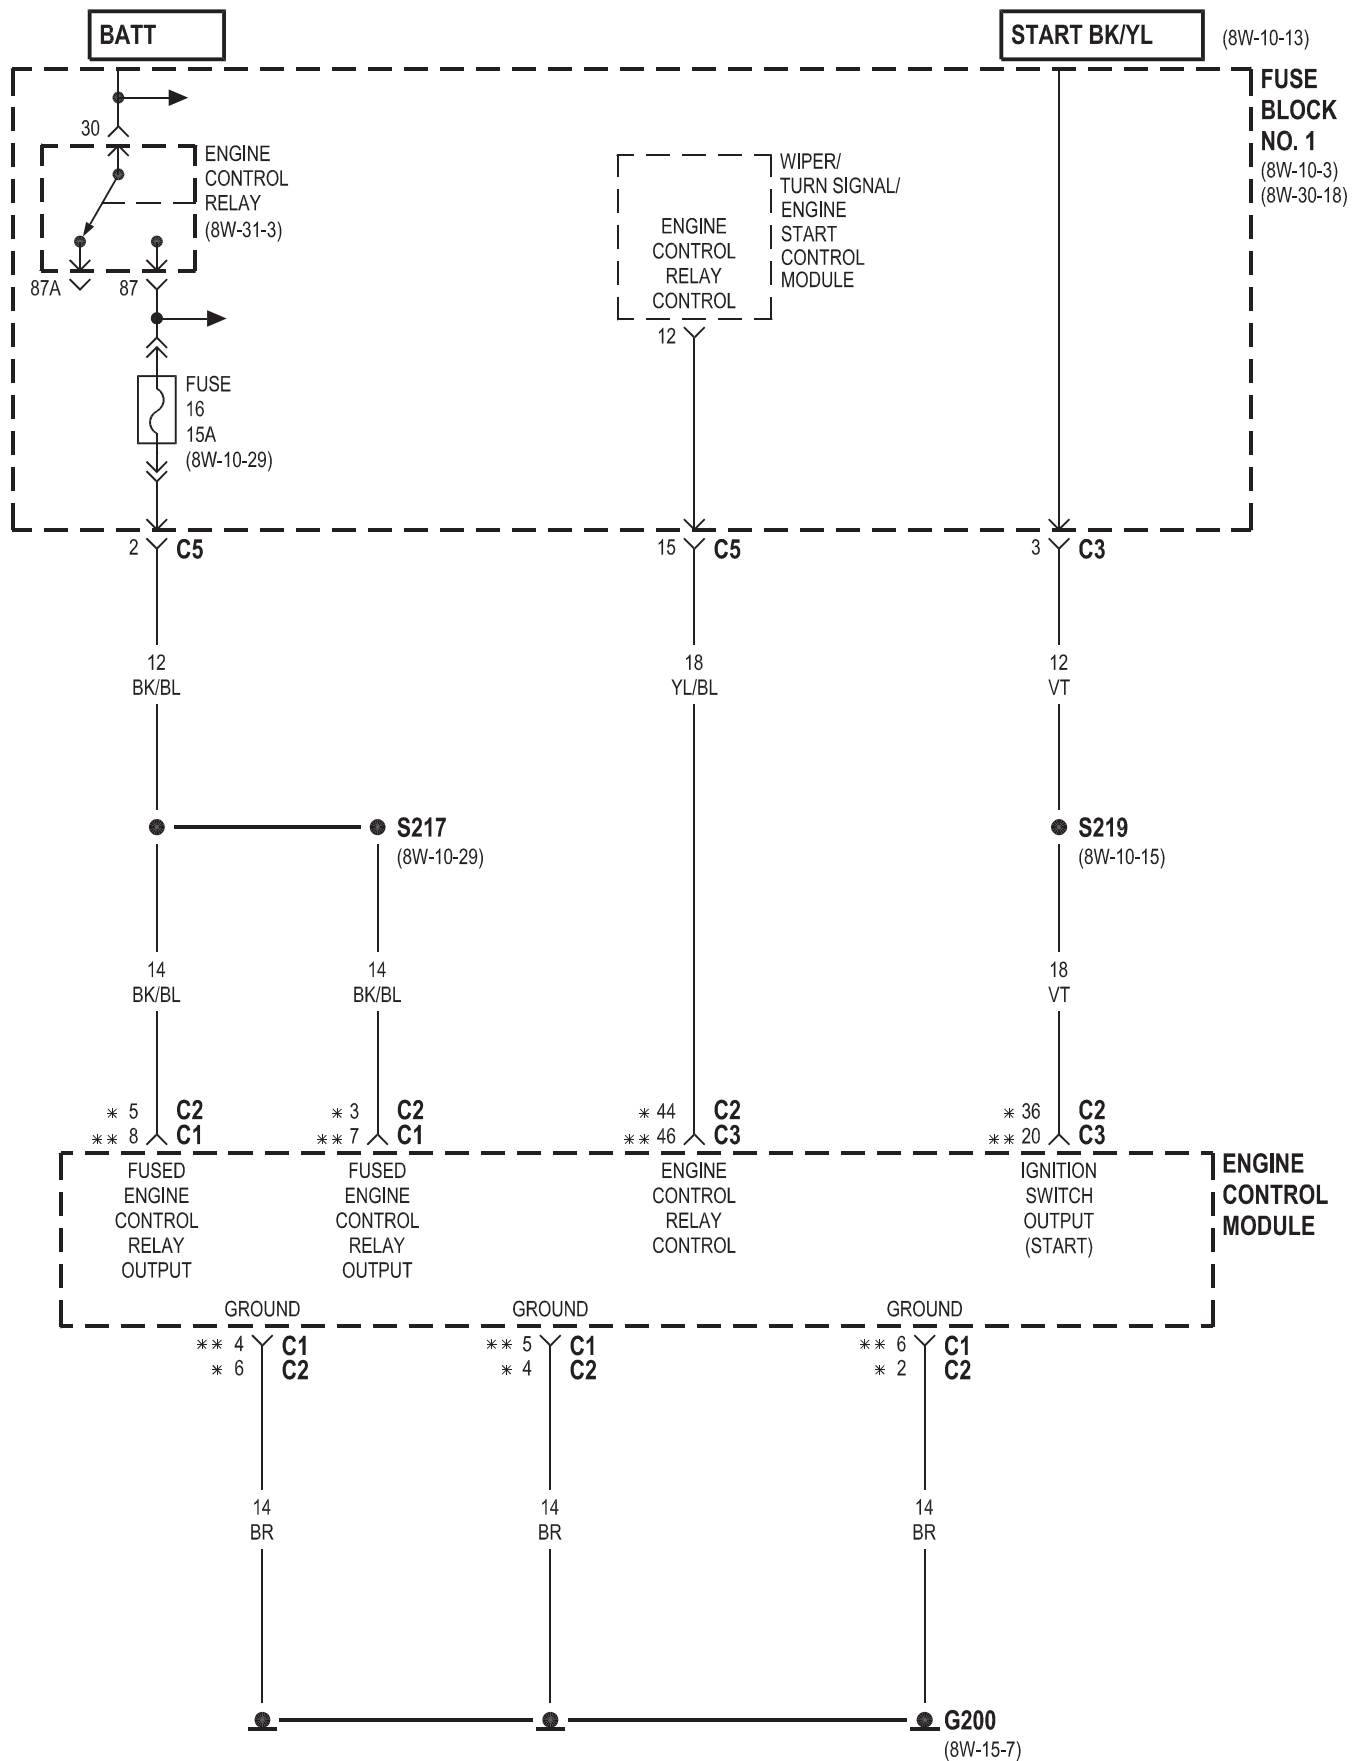 BATT
START BK/YL
(8W-10-13)
FUSE
BLOCK
NO. 1
(8W-10-3)
(8W-30-18)
30
ENGINE
CONTROL
RELAY
(8W-31-3)
87A
87
FUSE
16
15A
(8W-10-29)
WIPER/
TURN SIGNAL/
ENGINE
START
CONTROL
MODULE
ENGINE
CONTROL
RELAY
CONTROL
12
2 C5
15 C5
3 C3
12
BK/BL
18
YL/BL
12
VT
S217
(8W-10-29)
S219
(8W-10-15)
14
BK/BL
14
BK/BL
18
VT
* 5 C2
** 8 C1
* 3 C2
** 7 C1
* 44 C2
** 46 C3
* 36 C2
** 20 C3
FUSED
ENGINE
CONTROL
RELAY
OUTPUT
FUSED
ENGINE
CONTROL
RELAY
OUTPUT
ENGINE
CONTROL
RELAY
CONTROL
IGNITION
SWITCH
OUTPUT
(START)
ENGINE
CONTROL
MODULE
GROUND
GROUND
GROUND
** 4 C1
* 6 C2
** 5 C1
* 4 C2
** 6 C1
* 2 C2
14
BR
14
BR
14
BR
G200
(8W-15-7)